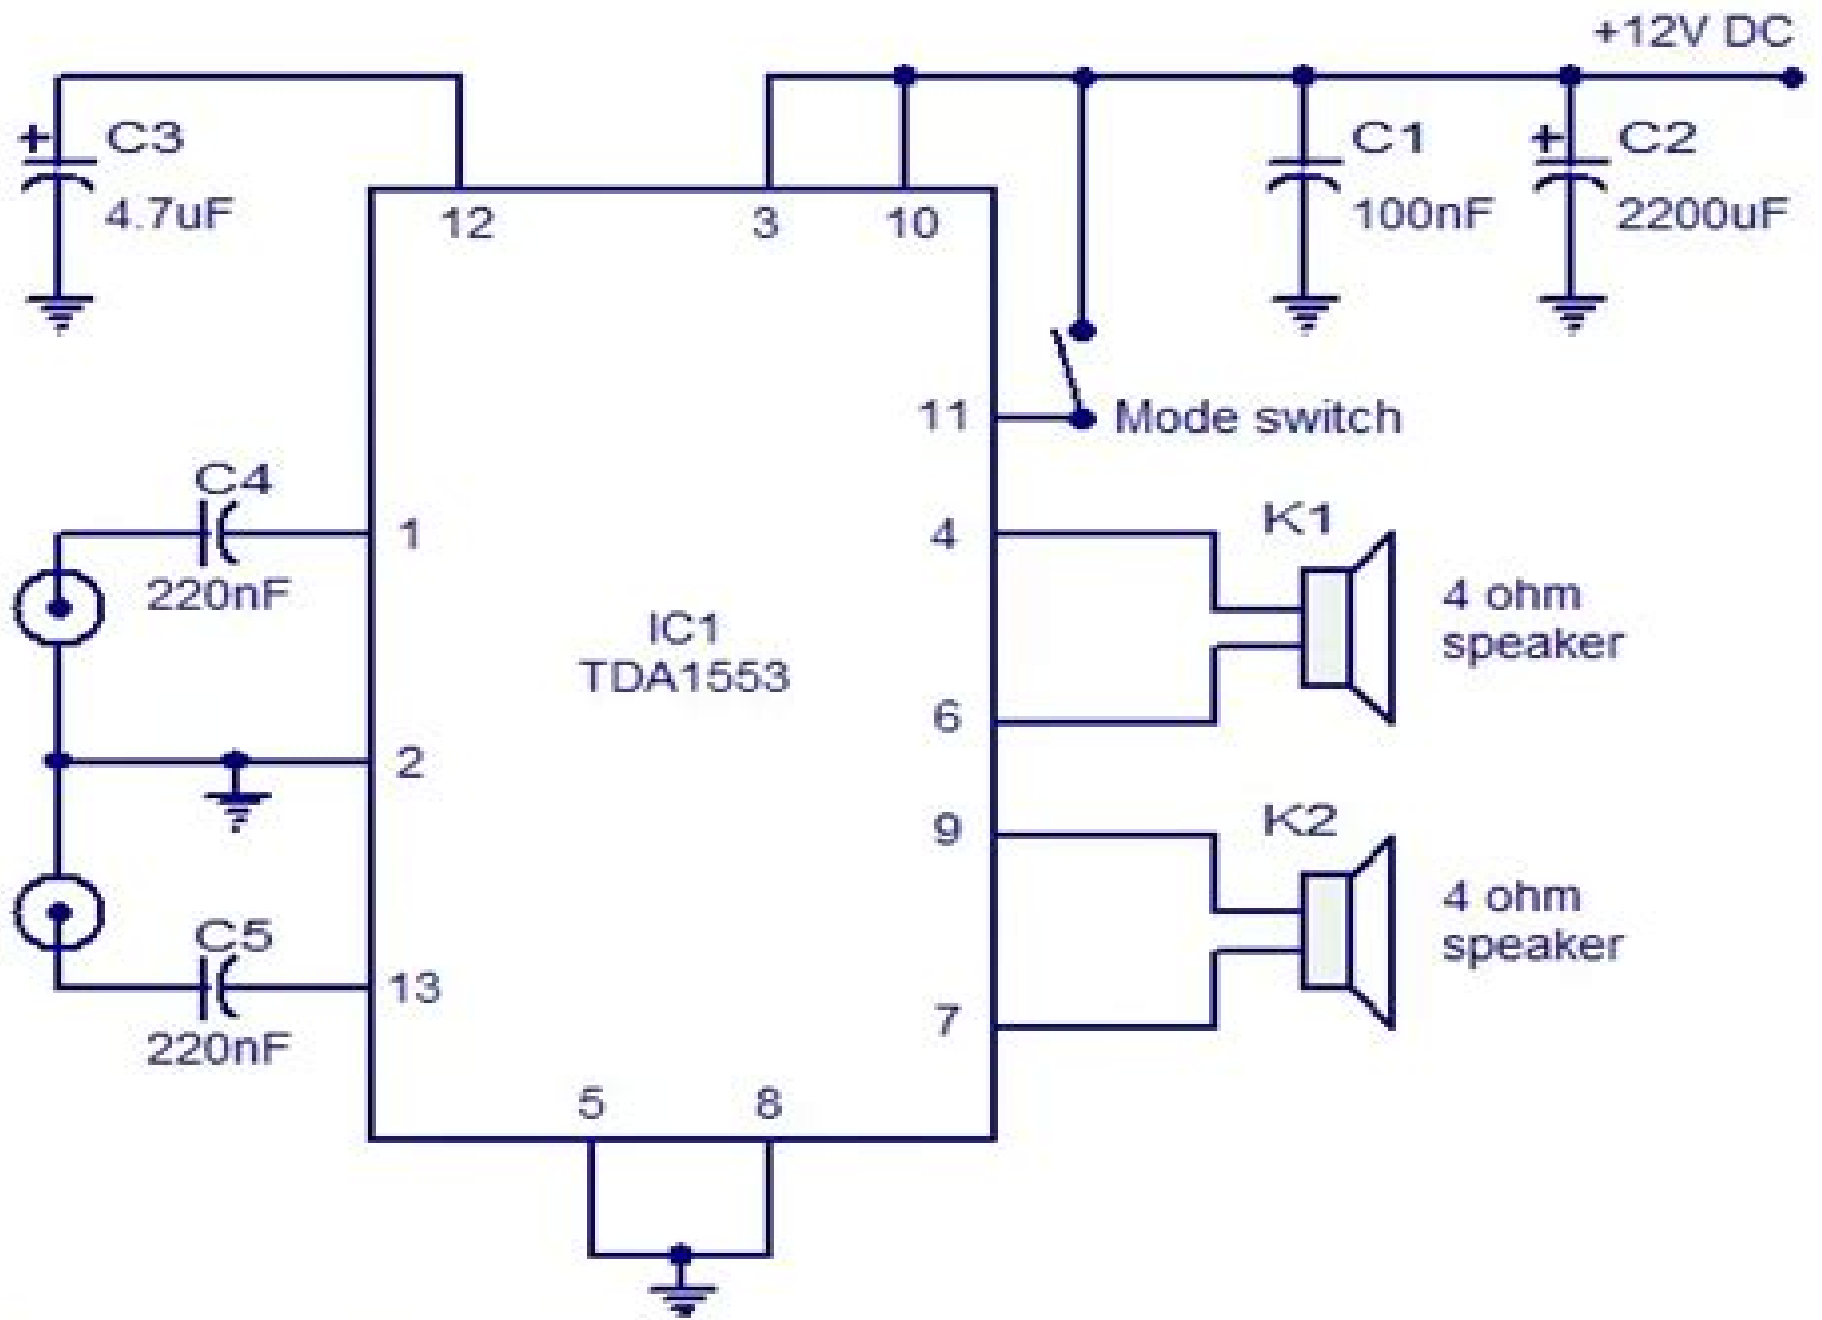 +12V DC
+ C3
4.7uF
C1
100nF
+ C2
2200uF
12
3
10
11
Mode switch
C4
220nF
1
4
K1
4 ohm
speaker
IC1
TDA1553
6
2
9
K2
4 ohm
speaker
C5
220nF
13
7
5
8